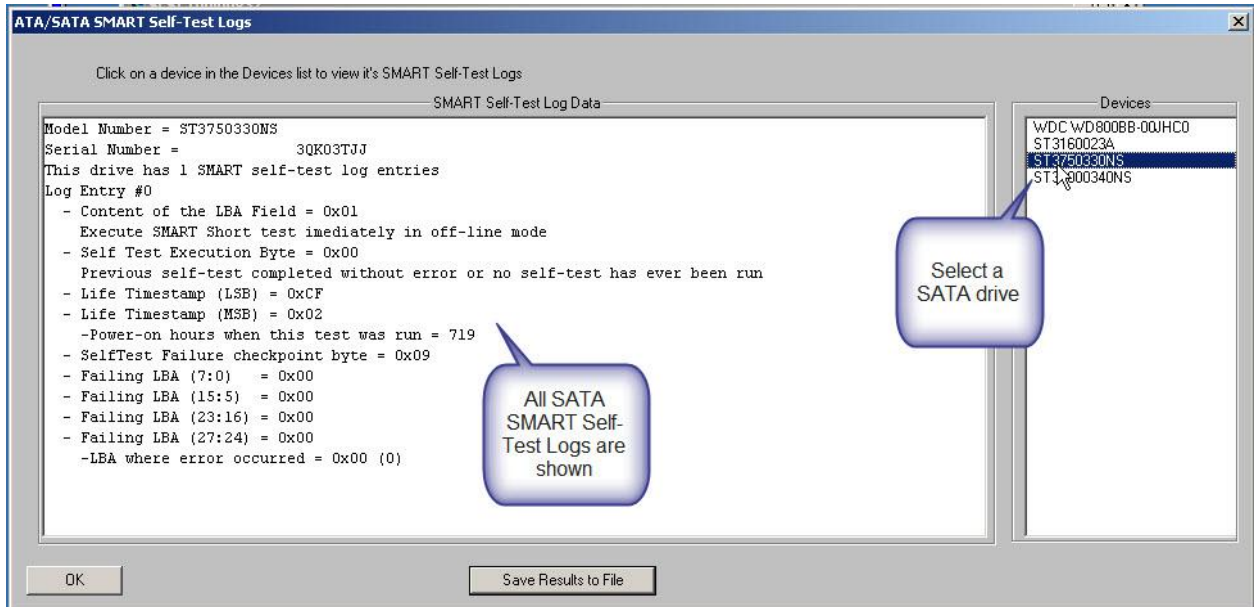 ATA/SATA SMART Self-Test Logs
Click on a device in the Devices list to view it's SMART Self-Test Logs
SMART Self-Test Log Data
Model Number = ST3750330NS
Serial Number = 3QK03TJJ
This drive has 1 SMART self-test log entries
Log Entry #0
- Content of the LBA Field = 0x01
Execute SMART Short test imediately in off-line mode
- Self Test Execution Byte = 0x00
Previous self-test completed without error or no self-test has ever been run
- Life Timestamp (LSB) = 0xCF
- Life Timestamp (MSB) = 0x02
-Power-on hours when this test was run = 719
- SelfTest Failure checkpoint byte = 0x09
- Failing LBA (7:0) = 0x00
- Failing LBA (15:5) = 0x00
- Failing LBA (23:16) = 0x00
- Failing LBA (27:24) = 0x00
-LBA where error occurred = 0x00 (0)
All SATA
SMART Self-
Test Logs are
shown
Devices
WDC WD800BB-00JHC0
ST3160023A
ST3750330NS
Select a
SATA drive
OK
Save Results to File